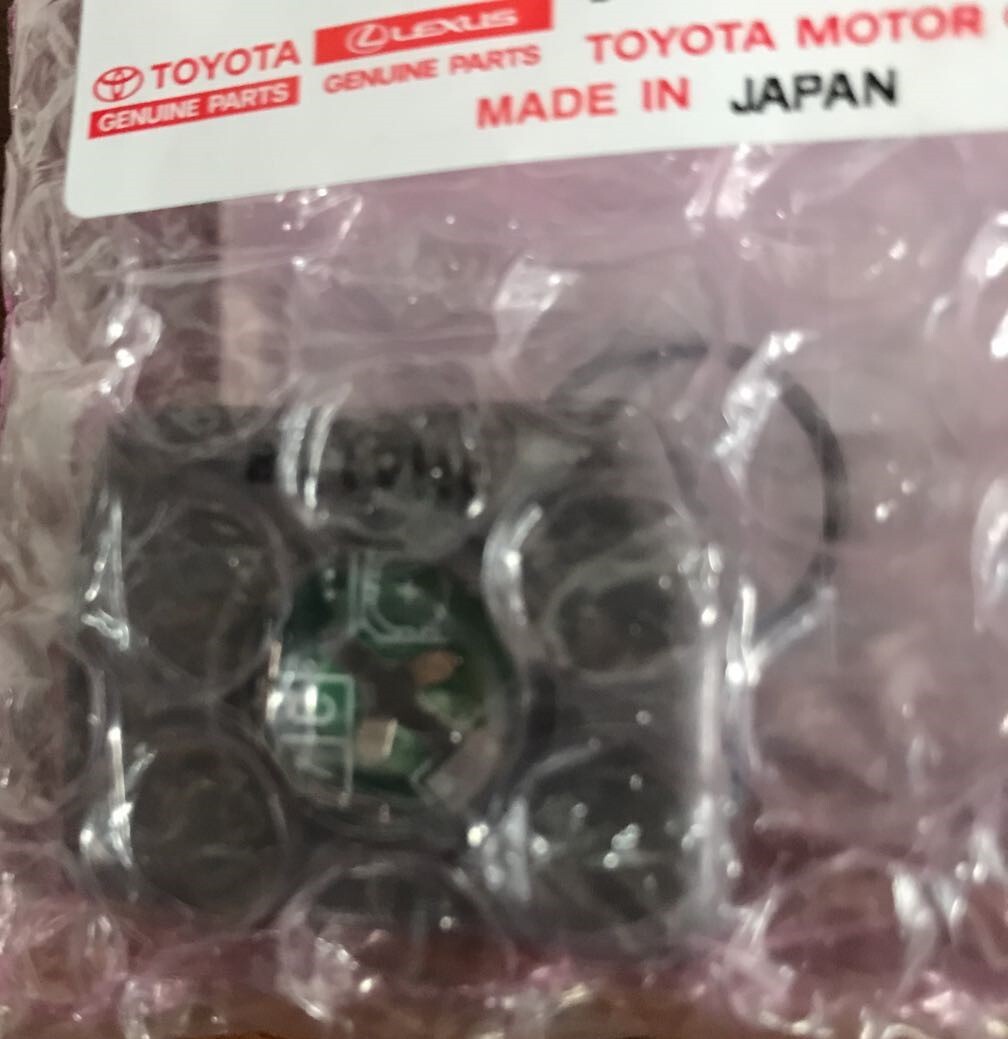 TOYOTA
GENUINE PARTS
LEXUS
GENUINE PARTS
TOYOTA MOTOR
MADE IN JAPAN